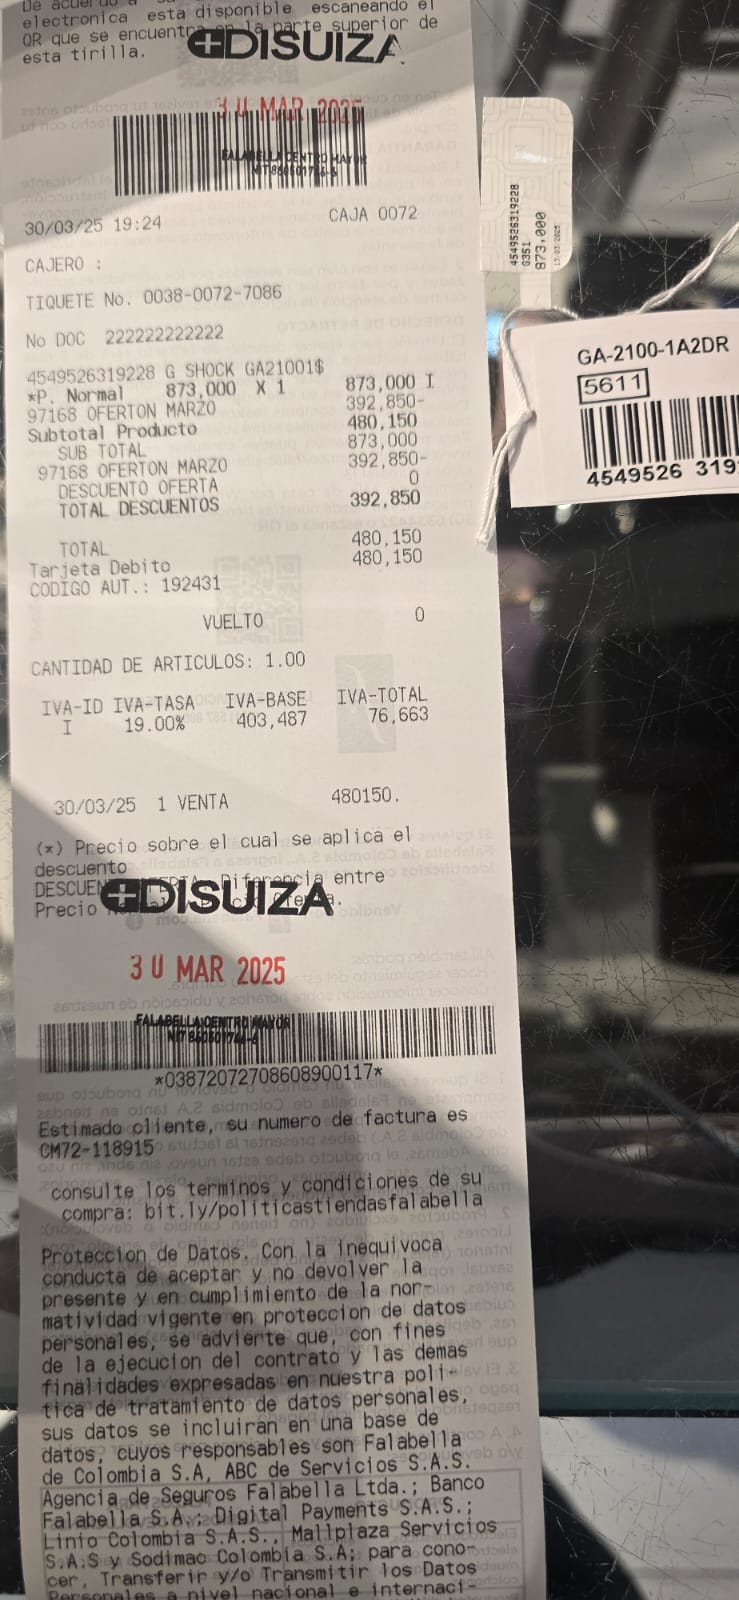 De acuerdo a su
electronica esta disponible escaneando el
QR que se encuentra en la parte superior de
esta tirilla.
DISUIZA
30 MAR 2025
FALABELLA CENTRO MAYOR
30/03/25 19:24 CAJA 0072
CAJERO :
TIQUETE No. 0038-0072-7086
No DOC 222222222222
4549526319228 G SHOCK GA21001$
*P. Normal 873,000 X 1 873,000 I
97168 OFERTON MARZO 392,850-
Subtotal Producto 480,150
SUB TOTAL 873,000
97168 OFERTON MARZO 392,850-
DESCUENTO OFERTA 0
TOTAL DESCUENTOS 392,850
TOTAL 480,150
Tarjeta Debito 480,150
CODIGO AUT.: 192431
VUELTO 0
CANTIDAD DE ARTICULOS: 1.00
IVA-ID IVA-TASA IVA-BASE IVA-TOTAL
I 19.00% 403,487 76,663
30/03/25 1 VENTA 480150.
(*) Precio sobre el cual se aplica el
descuento
DESCUEN Diferencia entre
Precio
DISUIZA
30 MAR 2025
FALABELLA CENTRO MAYOR
*03872072708608900117*
Estimado cliente, su numero de factura es
CM72-118915
consulte los terminos y condiciones de su
compra: bit.ly/politicastiendasfalabella
Proteccion de Datos. Con la inequivoca
conducta de aceptar y no devolver la
presente y en cumplimiento de la nor-
matividad vigente en proteccion de datos
personales, se advierte que, con fines
de la ejecucion del contrato y las demas
finalidades expresadas en nuestra poli-
tica de tratamiento de datos personales,
sus datos se incluiran en una base de
datos, cuyos responsables son Falabella
de Colombia S.A, ABC de Servicios S.A.S.
Agencia de Seguros Falabella Ltda.; Banco
Falabella S.A.; Digital Payments S.A.S.;
Linio Colombia S.A.S., Mallplaza Servicios
S.A.S y Sodimac Colombia S.A; para cono-
cer, Transferir y/o Transmitir los Datos
Personales a nivel nacional e internaci-
4549526319228
G351
873,000
GA-2100-1A2DR
5611
4549526 319